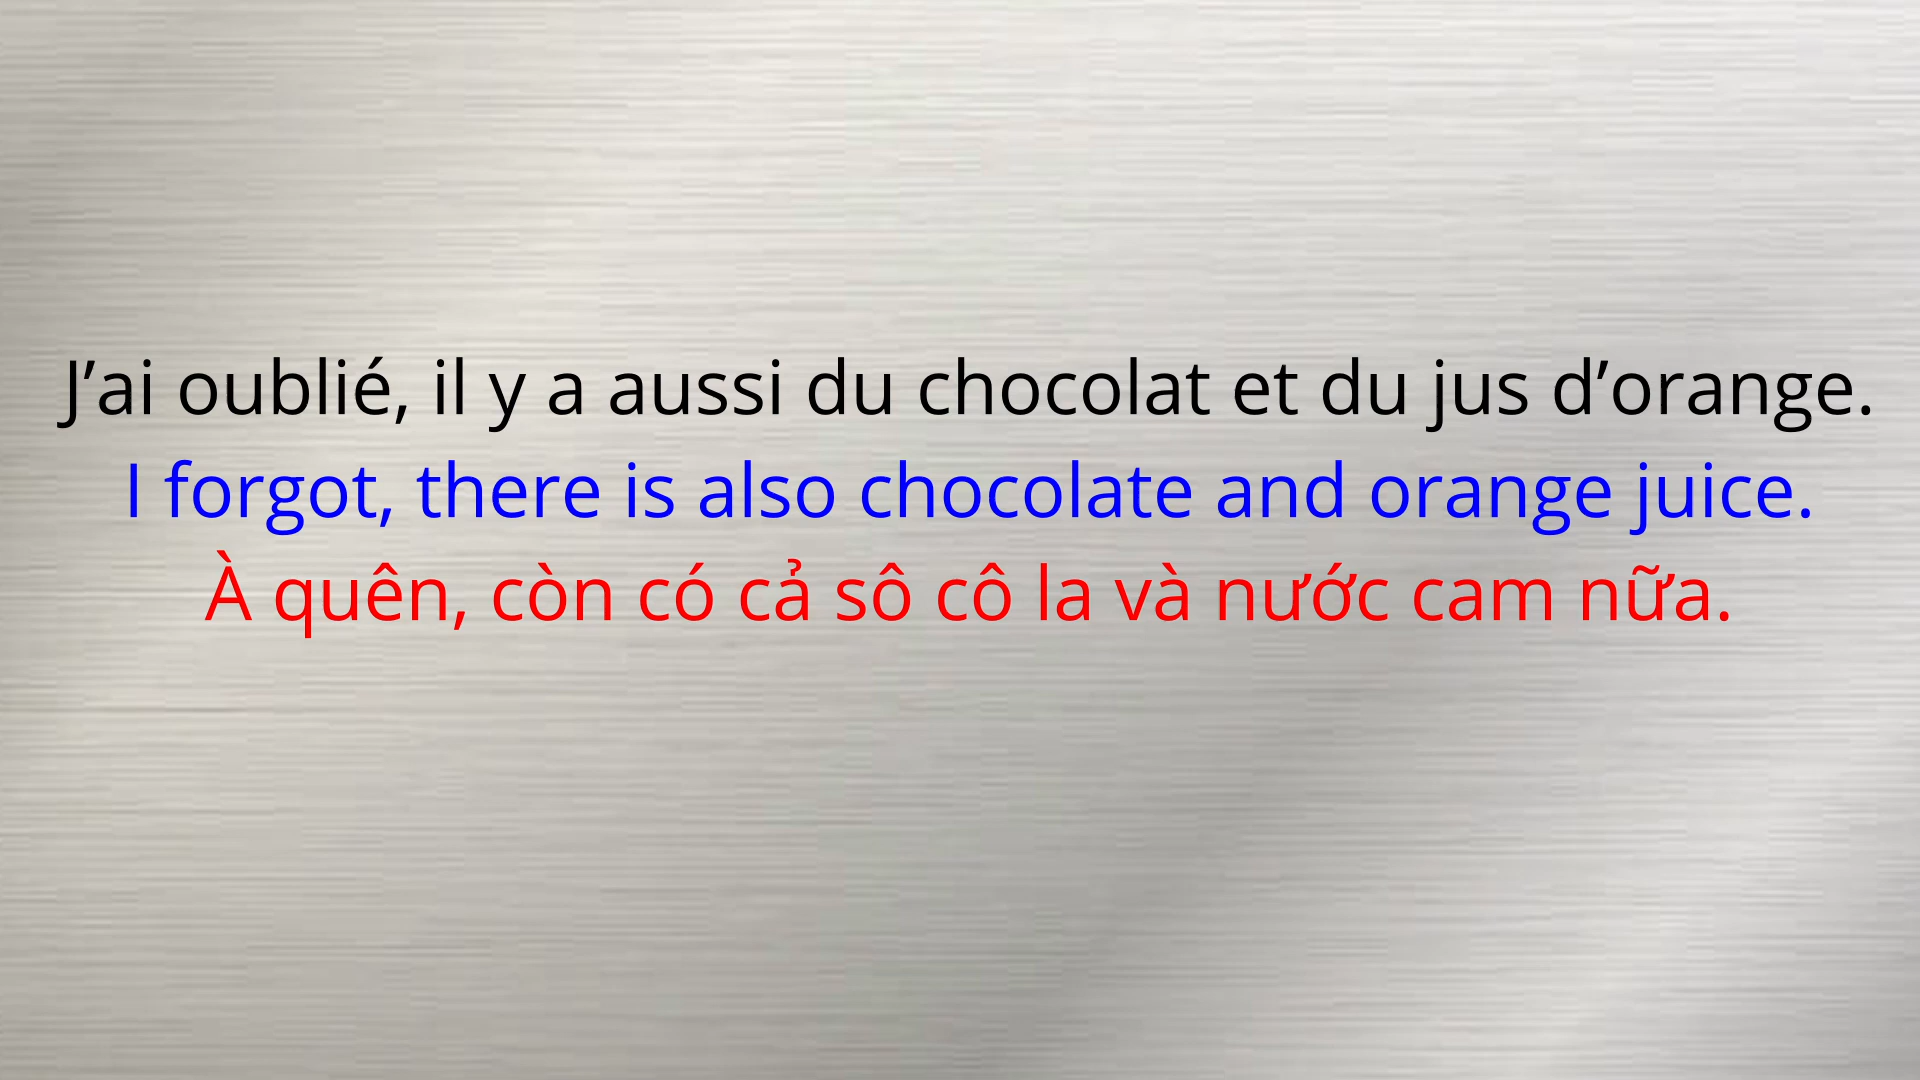 J’ai oublié, il y a aussi du chocolat et du jus d’orange.
I forgot, there is also chocolate and orange juice.
À quên, còn có cả sô cô la và nước cam nữa.